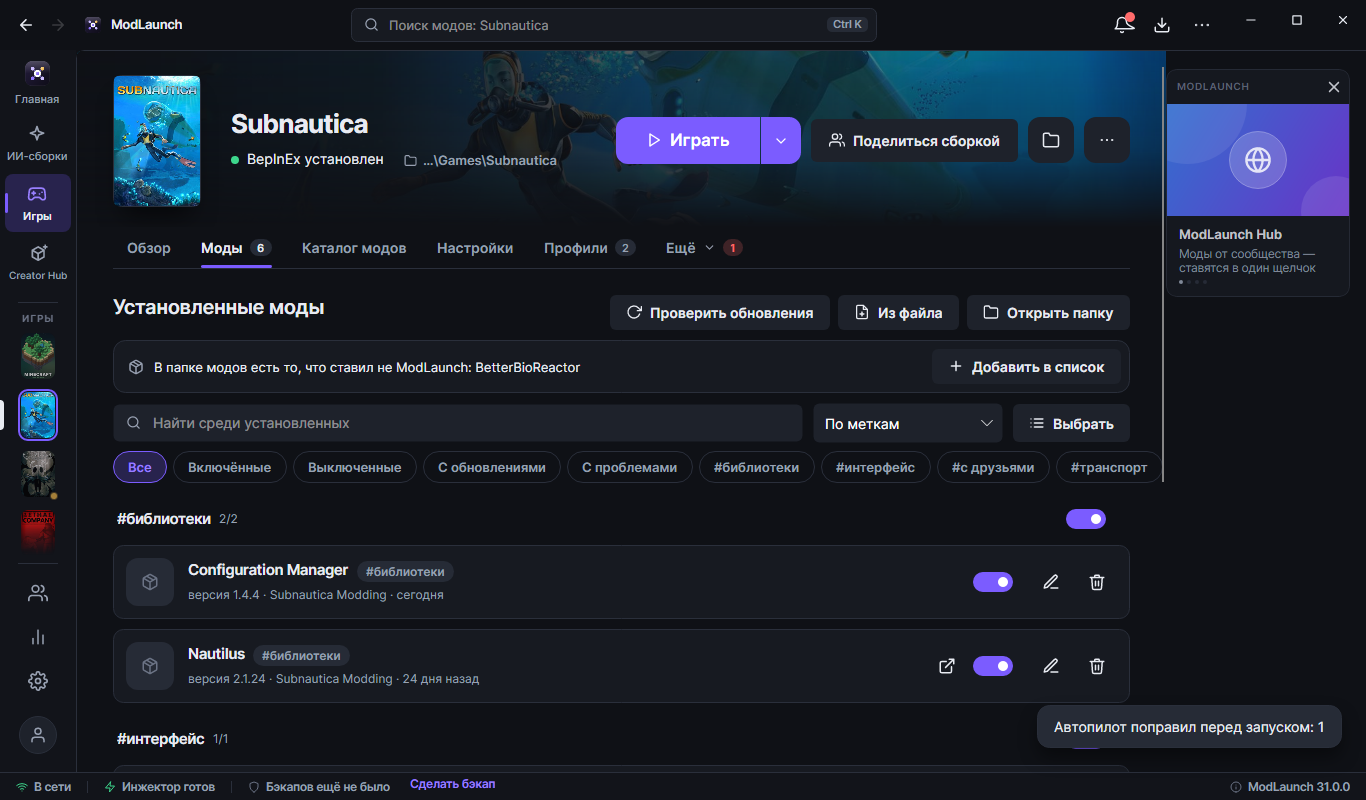 ModLaunch
Поиск модов: Subnautica
Ctrl K
Главная
ИИ-сборки
Игры
Creator Hub
ИГРЫ
MINECRAFT
LETHAL COMPANY
SUBNAUTICA
Subnautica
BepInEx установлен
...\Games\Subnautica
Играть
Поделиться сборкой
Обзор
Моды 6
Каталог модов
Настройки
Профили 2
Ещё 1
Установленные моды
Проверить обновления
Из файла
Открыть папку
В папке модов есть то, что ставил не ModLaunch: BetterBioReactor
Добавить в список
Найти среди установленных
По меткам
Выбрать
Все
Включённые
Выключенные
С обновлениями
С проблемами
#библиотеки
#интерфейс
#с друзьями
#транспорт
#библиотеки 2/2
Configuration Manager #библиотеки
версия 1.4.4 · Subnautica Modding · сегодня
Nautilus #библиотеки
версия 2.1.24 · Subnautica Modding · 24 дня назад
#интерфейс 1/1
MODLAUNCH
ModLaunch Hub
Моды от сообщества —
ставятся в один щелчок
Автопилот поправил перед запуском: 1
В сети
Инжектор готов
Бэкапов ещё не было
Сделать бэкап
ModLaunch 31.0.0